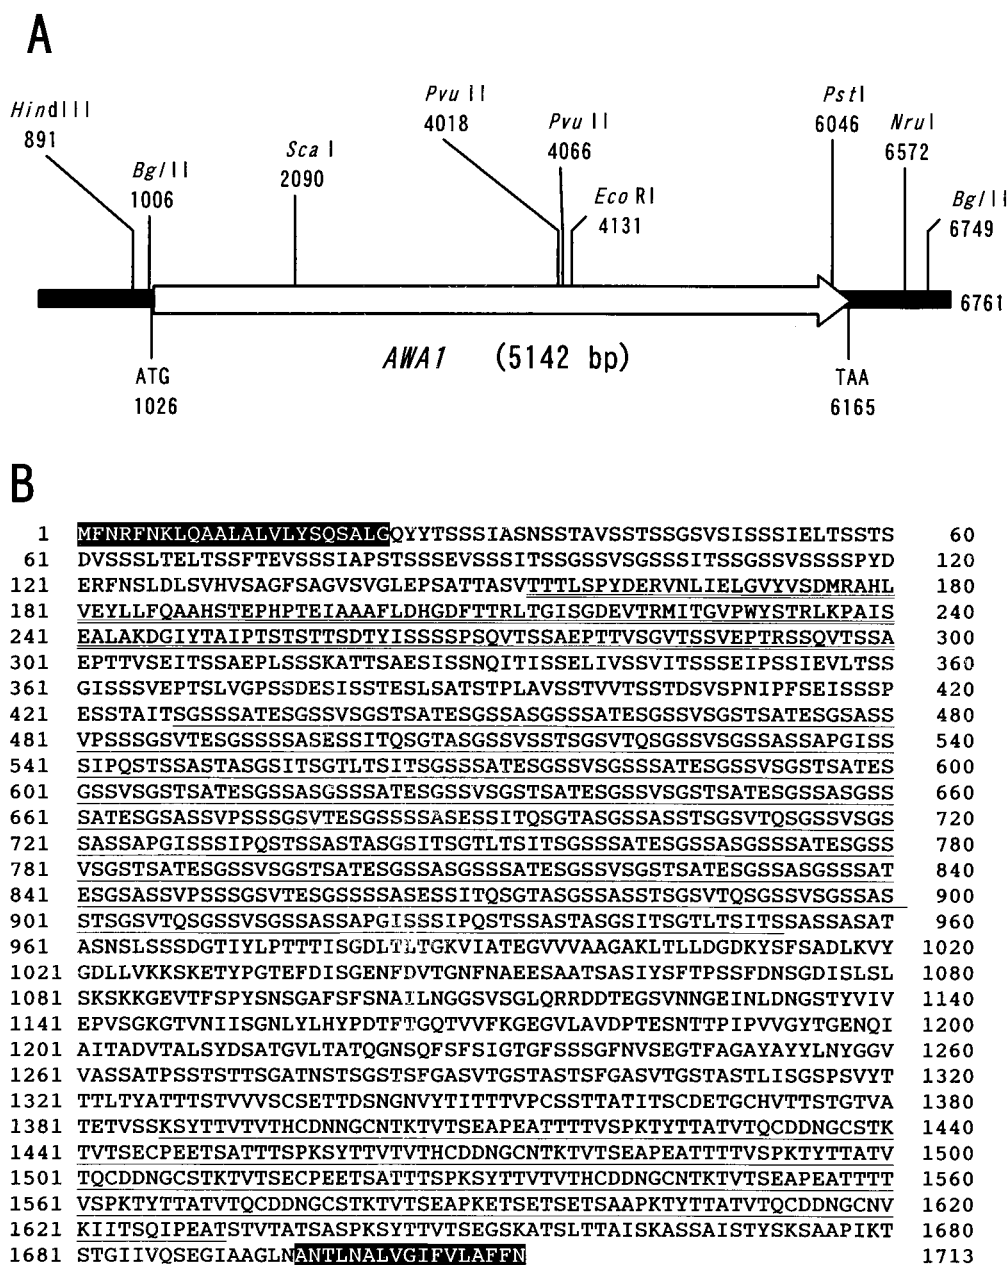 A
HindIII
891
BglII
1006
ScaI
2090
PvuII
4018
PvuII
4066
EcoRI
4131
PstI
6046
NruI
6572
BglII
6749
6761
AWA1 (5142 bp)
ATG
1026
TAA
6165
B
1 MFNRFNKLQAALALVLYSQSALGQYYTSSSIASNSSTAVSSTSSGSVSISSSIELTSSTS 60
61 DVSSSLTELTSSFTEVSSSIAPSTSSSEVSSSITSSGSSVSGSSSITSSGSSVSSSSPYD 120
121 ERFNSLDLSVHVSAGFSAGVSVGLEPSATTASVTTTLSPYDERVNLIELGVYVSDMRAHL 180
181 VEYLLFQAAHSTEPHPTEIAAAFLDHGDFTTRLTGISGDEVTRMITGVPWYSTRLKPAIS 240
241 EALAKDGIYTAIPTSTSTTSDTYISSSSPSQVTSSAEPTTVSGVTSSVEPTRSSQVTSSA 300
301 EPTTVSEITSSAEPLSSSKATTSAESISSNQITISSELIVSSVITSSSEIPSSIEVLTSS 360
361 GISSSVEPTSLVGPSSDESISSTESLSATSTPLAVSSTVVTSSTDSVSPNIPFSEISSSP 420
421 ESSTAITSGSSSATESGSSVSGSTSATESGSSASGSSSATESGSSVSGSTSATESGSASS 480
481 VPSSSGSVTESGSSSSASESSITQSGTASGSSVSSTSGSVTQSGSSVSGSSASSAPGISS 540
541 SIPQSTSSASTASGSITSGTLTSITSGSSSATESGSSVSGSSSATESGSSVSGSTSATES 600
601 GSSVSGSTSATESGSSASGSSSATESGSSVSGSTSATESGSSVSGSTSATESGSSASGSS 660
661 SATESGSASSVPSSSGSVTESGSSSSASESSITQSGTASGSSASSTSGSVTQSGSSVSGS 720
721 SASSAPGISSSIPQSTSSASTASGSITSGTLTSITSGSSSATESGSSASGSSSATESGSS 780
781 VSGSTSATESGSSVSGSTSATESGSSASGSSSATESGSSVSGSTSATESGSSASGSSSAT 840
841 ESGSASSVPSSSGSVTESGSSSSASESSITQSGTASGSSASSTSGSVTQSGSSVSGSSAS 900
901 STSGSVTQSGSSVSGSSASSAPGISSSIPQSTSSASTASGSITSGTLTSITSSASSASAT 960
961 ASNSLSSSDGTIYLPTTTISGDLTLTGKVIATEGVVVAAGAKLTLLDGDKYSFSADLKVY 1020
1021 GDLLVKKSKETYPGTEFDISGENFDVTGNFNAEESAATSASIYSFTPSSFDNSGDISLSL 1080
1081 SKSKKGEVTFSPYSNSGAFSFSNAILNGGSVSGLQRRDDTEGSVNNGEINLDNGSTYVIV 1140
1141 EPVSGKGTVNIISGNLYLHYPDTFTGQTVVFKGEGVLAVDPTESNTTPIPVVGYTGENQI 1200
1201 AITADVTALSYDSATGVLTATQGNSQFSFSIGTGFSSSGFNVSEGTFAGAYAYYLNYGGV 1260
1261 VASSATPSSTSTTSGATNSTSGSTSFGASVTGSTASTSFGASVTGSTASTLISGSPSVYT 1320
1321 TTLTYATTTSTVVVSCSETTDSNGNVYTITTTVPCSSTTATITSCDETGCHVTTSTGTVA 1380
1381 TETVSSKSYTTVTVTHCDNNGCNTKTVTSEAPEATTTTVSPKTYTTATVTQCDDNGCSTK 1440
1441 TVTSECPEETSATTTSPKSYTTVTVTHCDDNGCNTKTVTSEAPEATTTTVSPKTYTTATV 1500
1501 TQCDDNGCSTKTVTSECPEETSATTTSPKSYTTVTVTHCDDNGCNTKTVTSEAPEATTTT 1560
1561 VSPKTYTTATVTQCDDNGCSTKTVTSEAPKETSETSETSAAPKTYTTATVTQCDDNGCNV 1620
1621 KIITSQIPEATSTVTATSASPKSYTTVTSEGSKATSLTTAISKASSAISTYSKSAAPIKT 1680
1681 STGIIVQSEGIAAGLNANTLNALVGIFVLAFFN 1713